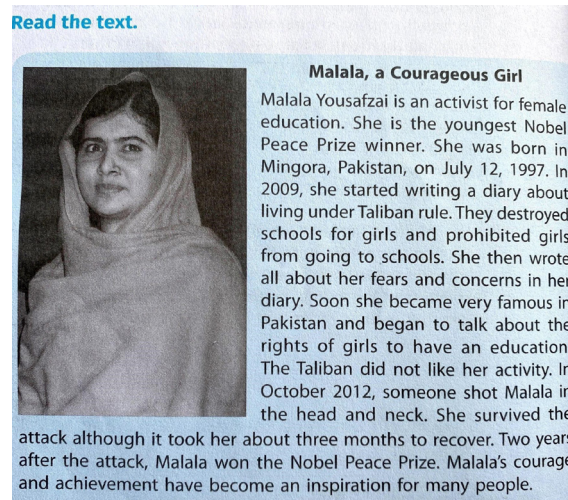 Read the text.
Malala, a Courageous Girl
Malala Yousafzai is an activist for female
education. She is the youngest Nobel
Peace Prize winner. She was born in
Mingora, Pakistan, on July 12, 1997. In
2009, she started writing a diary about
living under Taliban rule. They destroyed
schools for girls and prohibited girls
from going to schools. She then wrote
all about her fears and concerns in her
diary. Soon she became very famous in
Pakistan and began to talk about the
rights of girls to have an education
The Taliban did not like her activity. In
October 2012, someone shot Malala in
the head and neck. She survived the
attack although it took her about three months to recover. Two years
after the attack, Malala won the Nobel Peace Prize. Malala's courage
and achievement have become an inspiration for many people.